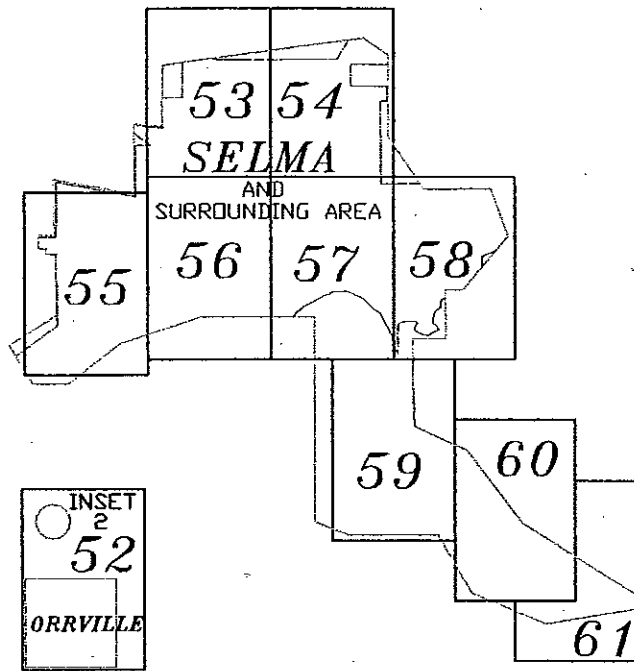 53 54
SELMA
AND
SURROUNDING AREA
55 56 57 58
59 60
INSET
2
52
ORRVILLE
61